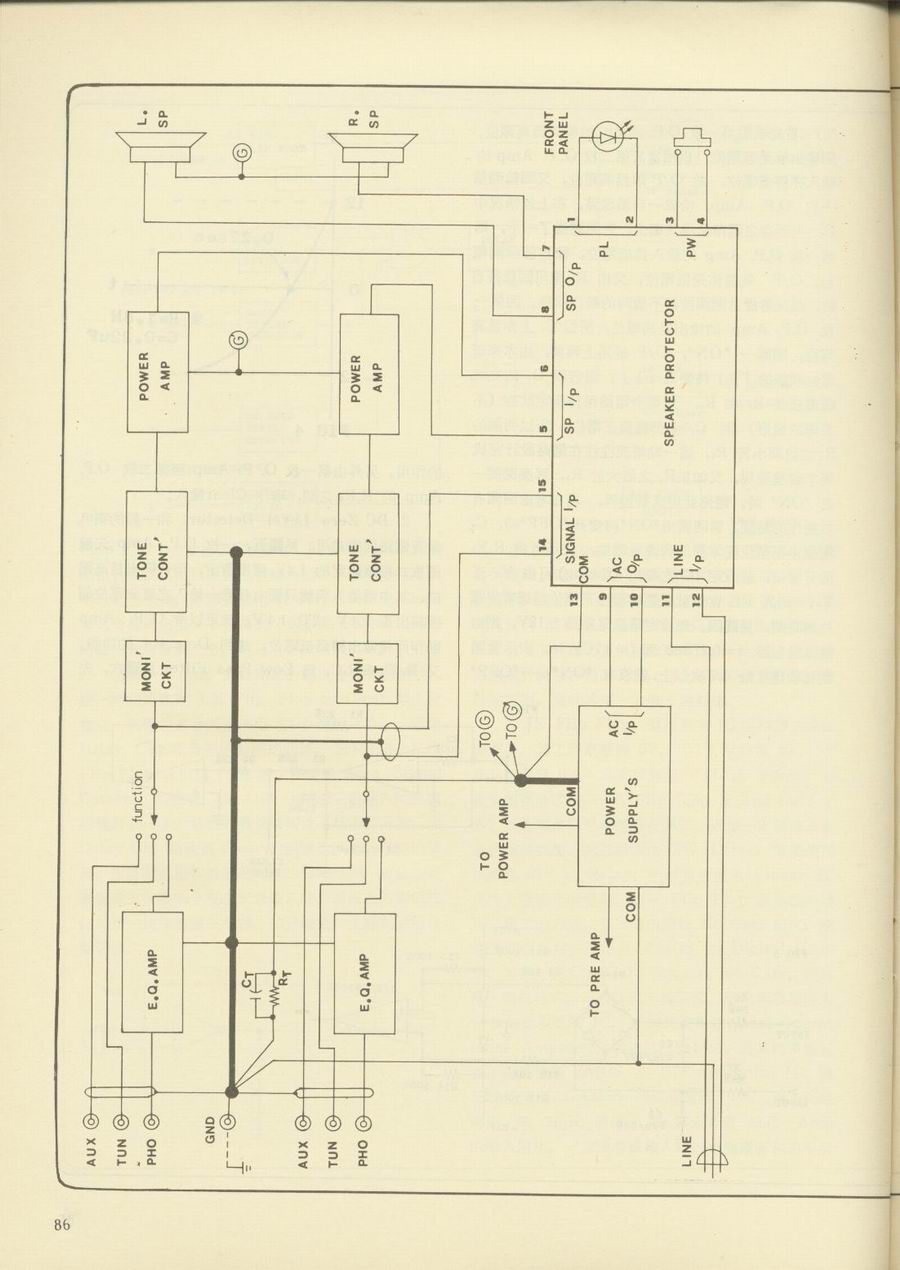 L.
SP
R.
SP
FRONT
PANEL
G
1
2
3
4
PL
PW
7
8
SP O/P
POWER
AMP
G
POWER
AMP
6
5
SP I/P
SPEAKER PROTECTOR
15
14
SIGNAL I/P
TONE
CONT'
TONE
CONT'
COM
13
9
10
AC
O/P
11
12
LINE
I/P
MONI'
CKT
MONI'
CKT
function
TO G
TO G
AC
I/P
COM
POWER
SUPPLY'S
TO
POWER AMP
COM
TO PRE AMP
E.Q.AMP
CT
RT
E.Q.AMP
AUX
TUN
PHO
GND
AUX
TUN
PHO
LINE
86